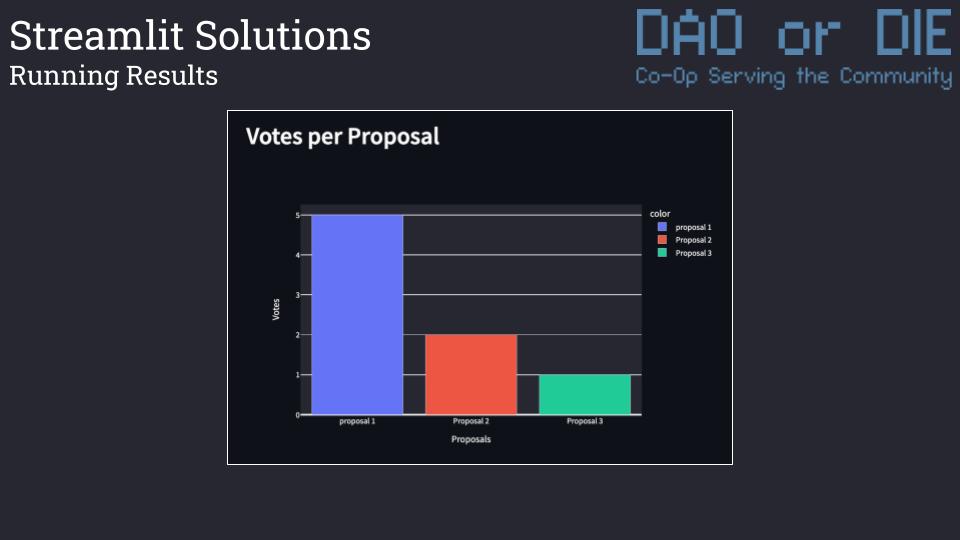 Streamlit Solutions
Running Results
DAO or DIE
Co-Op Serving the Community
Votes per Proposal
color
proposal 1
Proposal 2
Proposal 3
5
4
3
2
1
0
Votes
proposal 1
Proposal 2
Proposal 3
Proposals